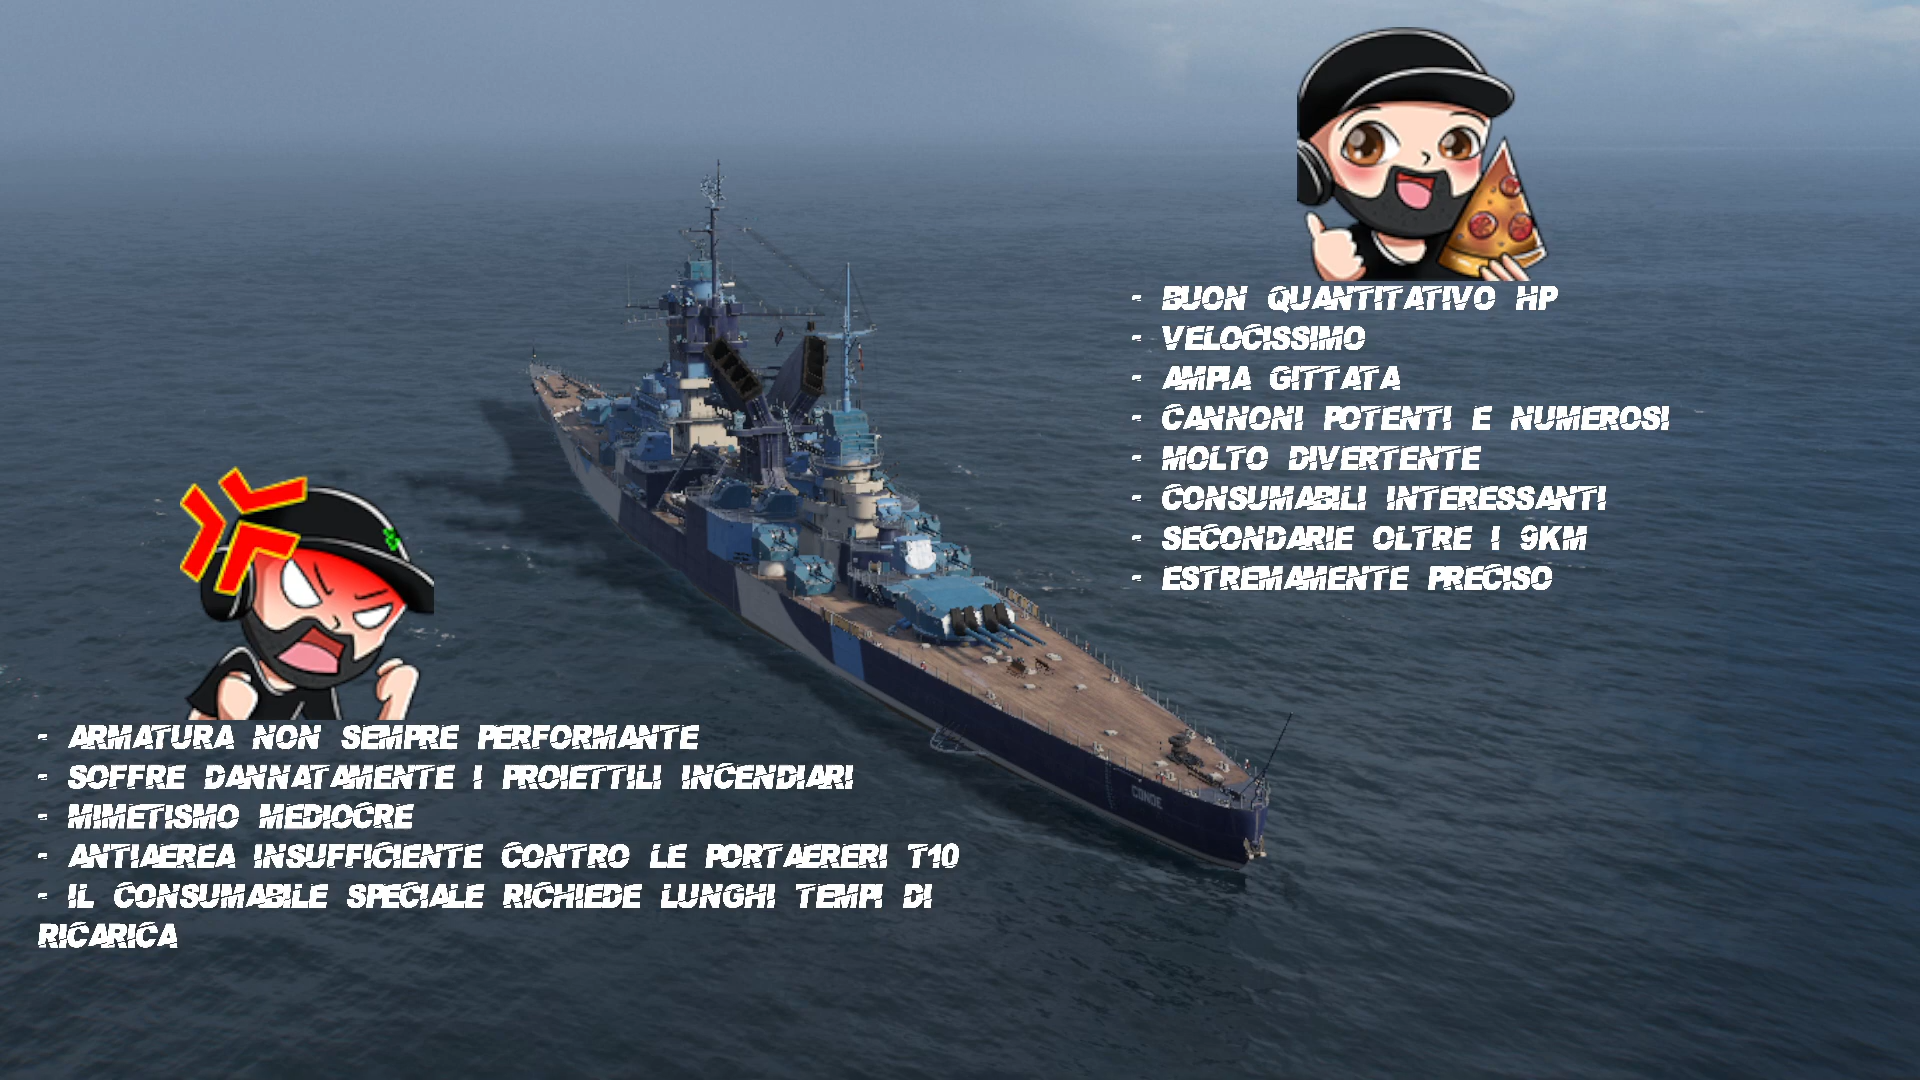 - BUON QUANTITATIVO HP
- VELOCISSIMO
- AMPIA GITTATA
- CANNONI POTENTI E NUMEROSI
- MOLTO DIVERTENTE
- CONSUMABILI INTERESSANTI
- SECONDARIE OLTRE I 9KM
- ESTREMAMENTE PRECISO
- ARMATURA NON SEMPRE PERFORMANTE
- SOFFRE DANNATAMENTE I PROIETTILI INCENDIARI
- MIMETISMO MEDIOCRE
- ANTIAEREA INSUFFICIENTE CONTRO LE PORTAERERI T10
- IL CONSUMABILE SPECIALE RICHIEDE LUNGHI TEMPI DI
RICARICA
CONDE